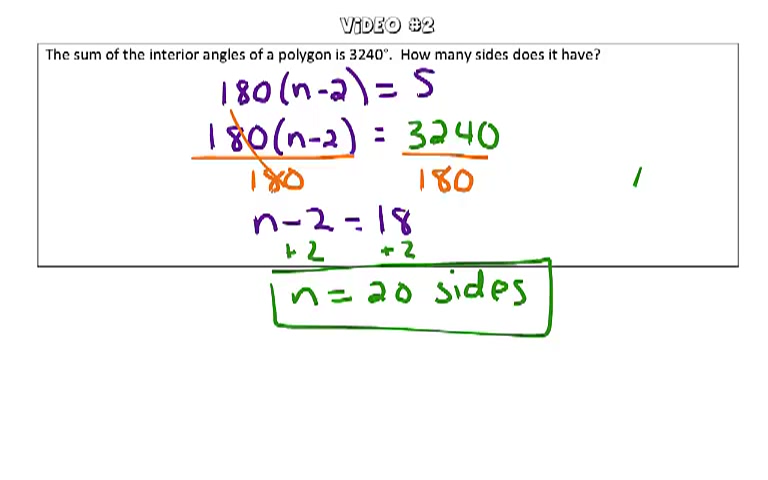 VIDEO #2
The sum of the interior angles of a polygon is 3240°. How many sides does it have?
180(n-2) = S
180(n-2) = 3240
180 180
n-2 = 18
+2 +2
n = 20 sides